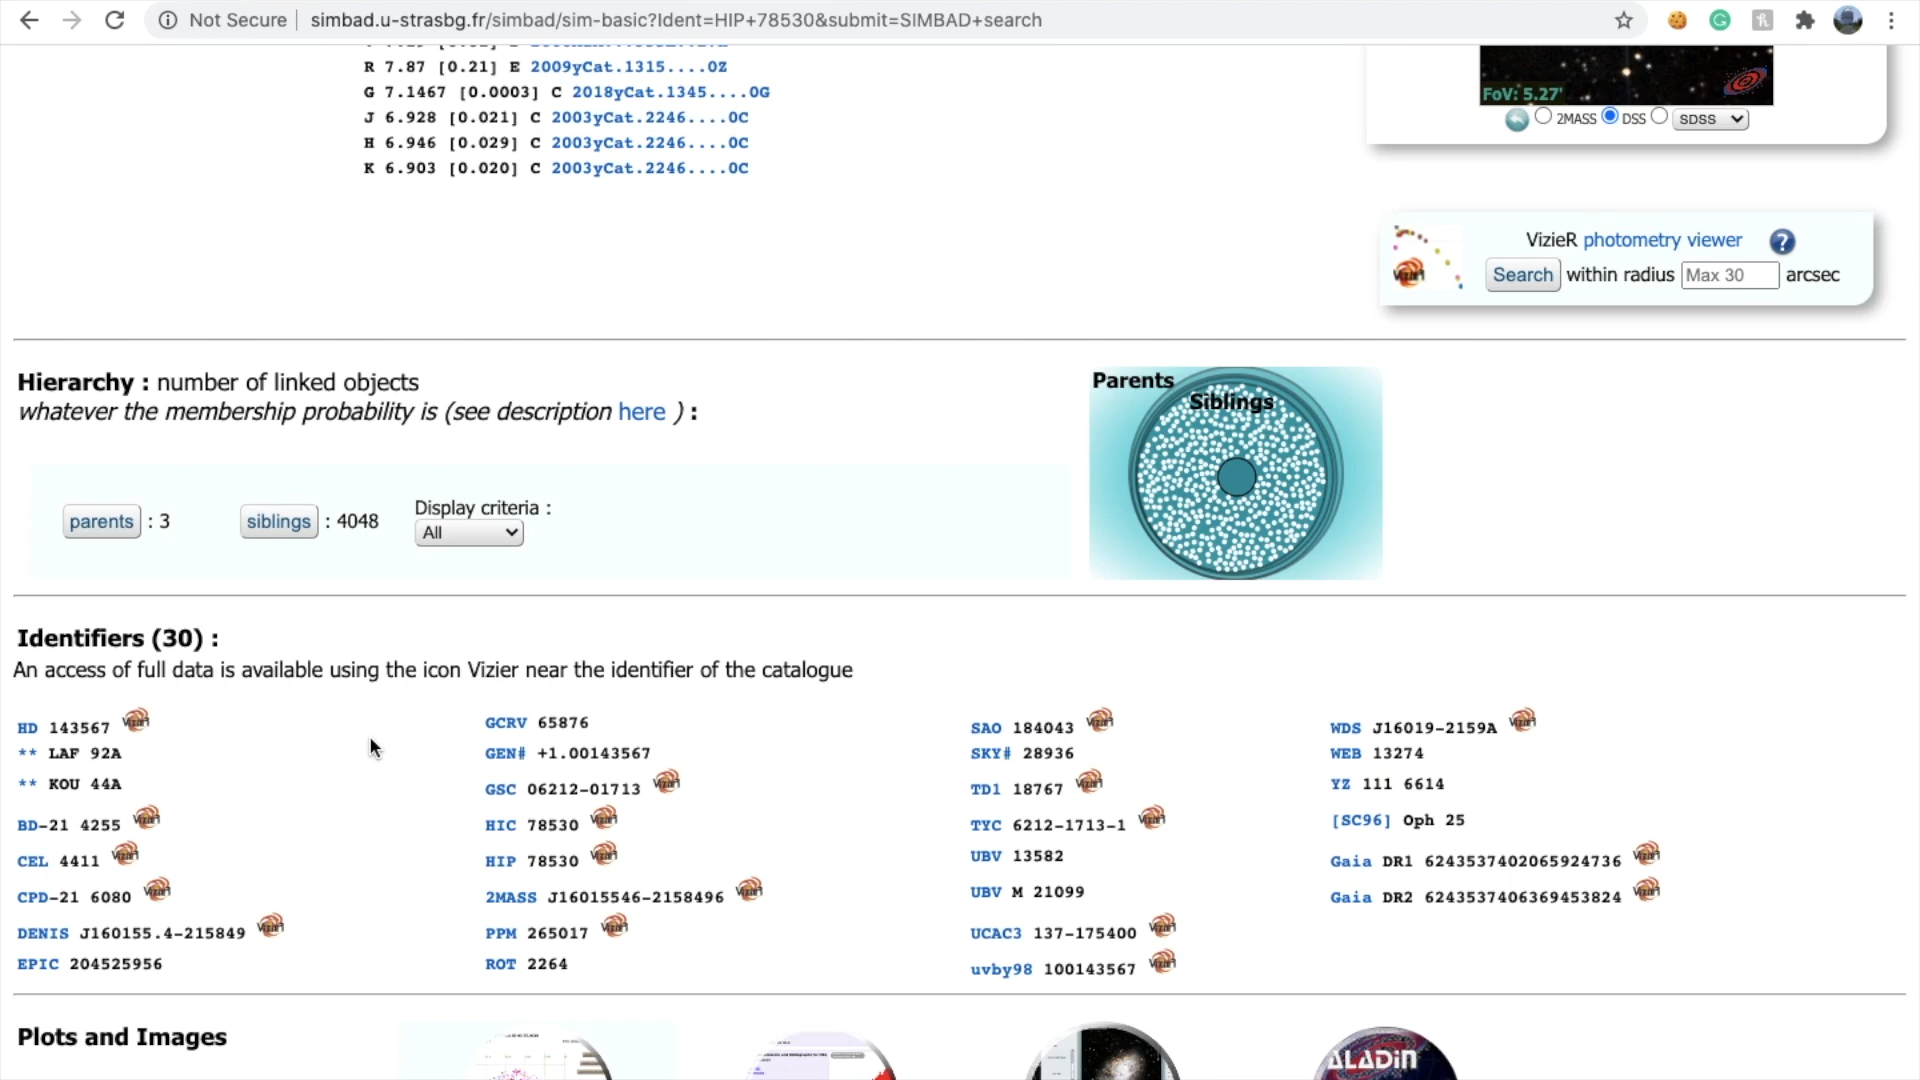 Not Secure simbad.u-strasbg.fr/simbad/sim-basic?Ident=HIP+78530&submit=SIMBAD+search
R 7.87 [0.21] E 2009yCat.1315....0Z
G 7.1467 [0.0003] C 2018yCat.1345....0G
J 6.928 [0.021] C 2003yCat.2246....0C
H 6.946 [0.029] C 2003yCat.2246....0C
K 6.903 [0.020] C 2003yCat.2246....0C
FoV: 5.27'
2MASS DSS SDSS
VizieR photometry viewer ?
Search within radius Max 30 arcsec
Hierarchy : number of linked objects
whatever the membership probability is (see description here ) :
parents : 3 siblings : 4048 Display criteria :
All
Parents
Siblings
Identifiers (30) :
An access of full data is available using the icon Vizier near the identifier of the catalogue
HD 143567 GCRV 65876 SAO 184043 WDS J16019-2159A
** LAF 92A GEN# +1.00143567 SKY# 28936 WEB 13274
** KOU 44A GSC 06212-01713 TD1 18767 YZ 111 6614
BD-21 4255 HIC 78530 TYC 6212-1713-1 [SC96] Oph 25
CEL 4411 HIP 78530 UBV 13582 Gaia DR1 6243537402065924736
CPD-21 6080 2MASS J16015546-2158496 UBV M 21099 Gaia DR2 6243537406369453824
DENIS J160155.4-215849 PPM 265017 UCAC3 137-175400
EPIC 204525956 ROT 2264 uvby98 100143567
Plots and Images
ALADIN